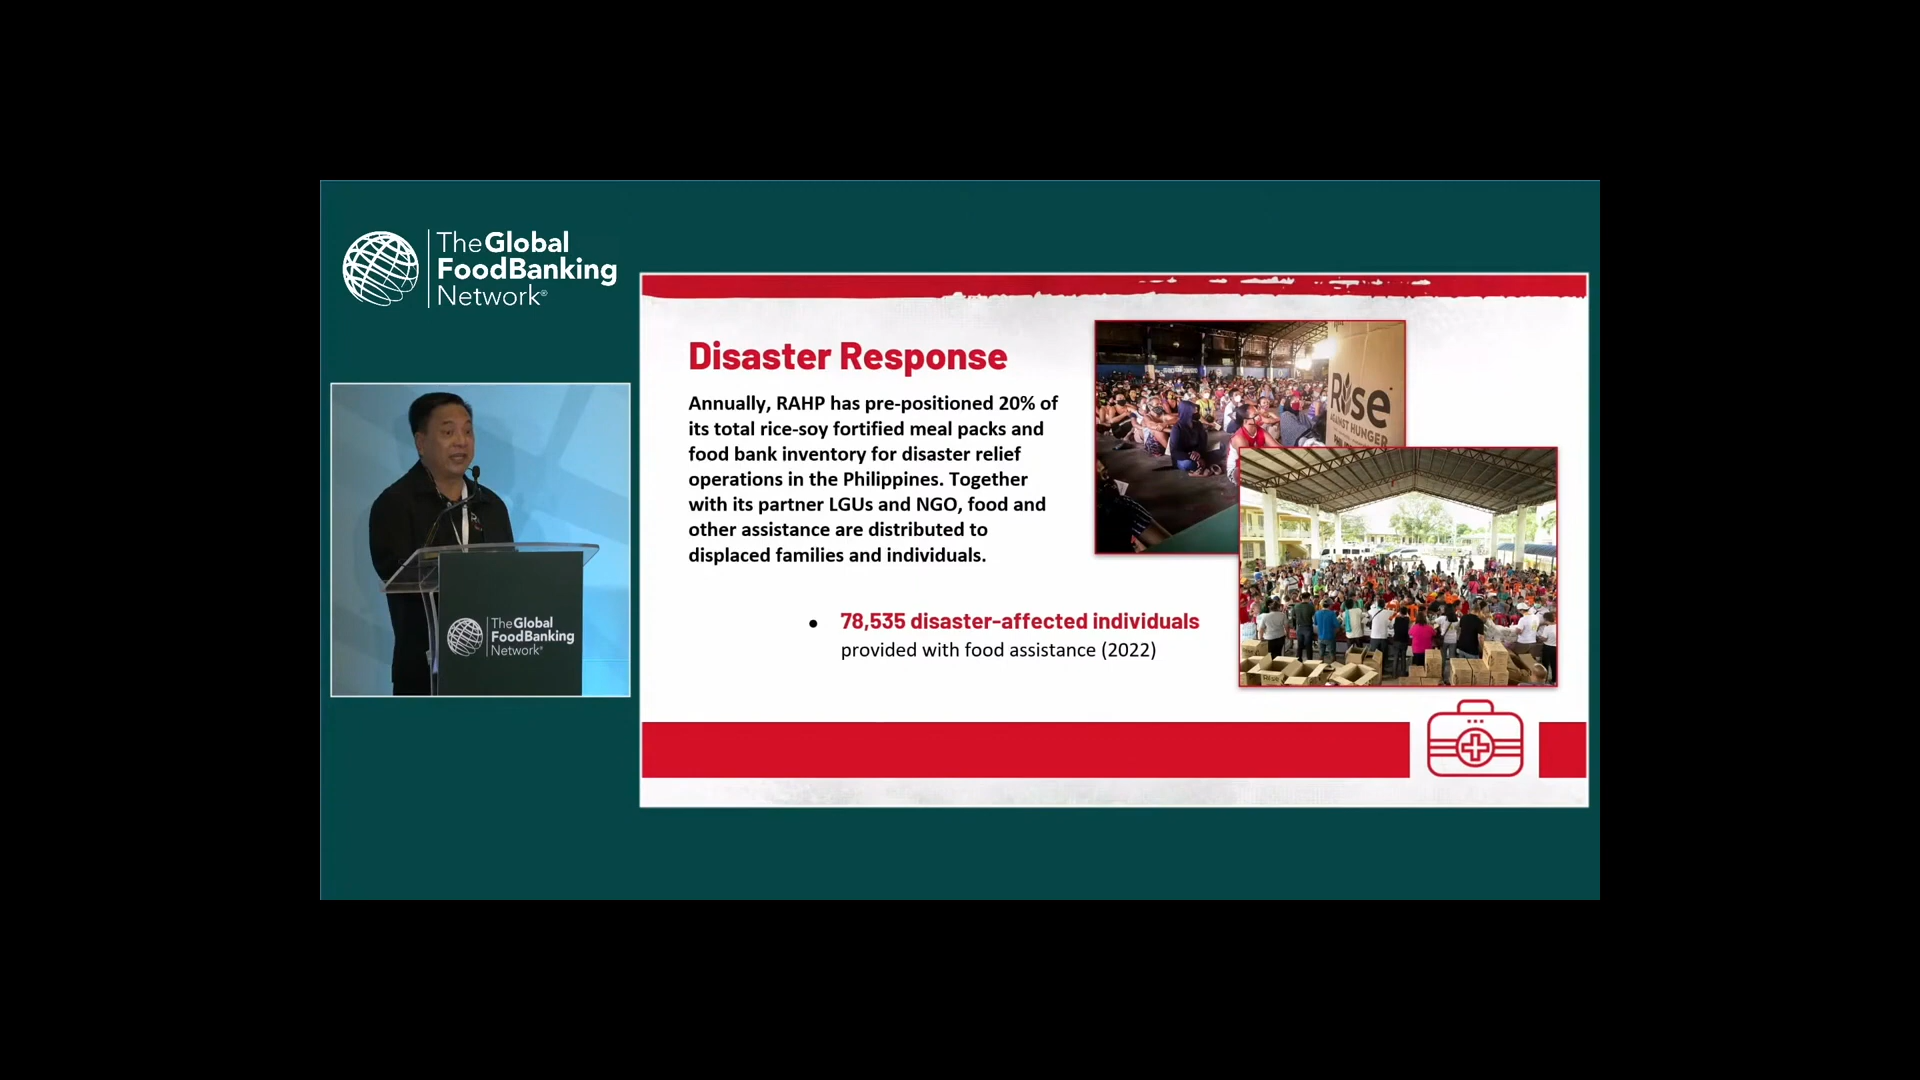 The Global
FoodBanking
Network®
Disaster Response
Annually, RAHP has pre-positioned 20% of
its total rice-soy fortified meal packs and
food bank inventory for disaster relief
operations in the Philippines. Together
with its partner LGUs and NGO, food and
other assistance are distributed to
displaced families and individuals.
• 78,535 disaster-affected individuals
provided with food assistance (2022)
Rise
AGAINST HUNGER
The Global
FoodBanking
Network®